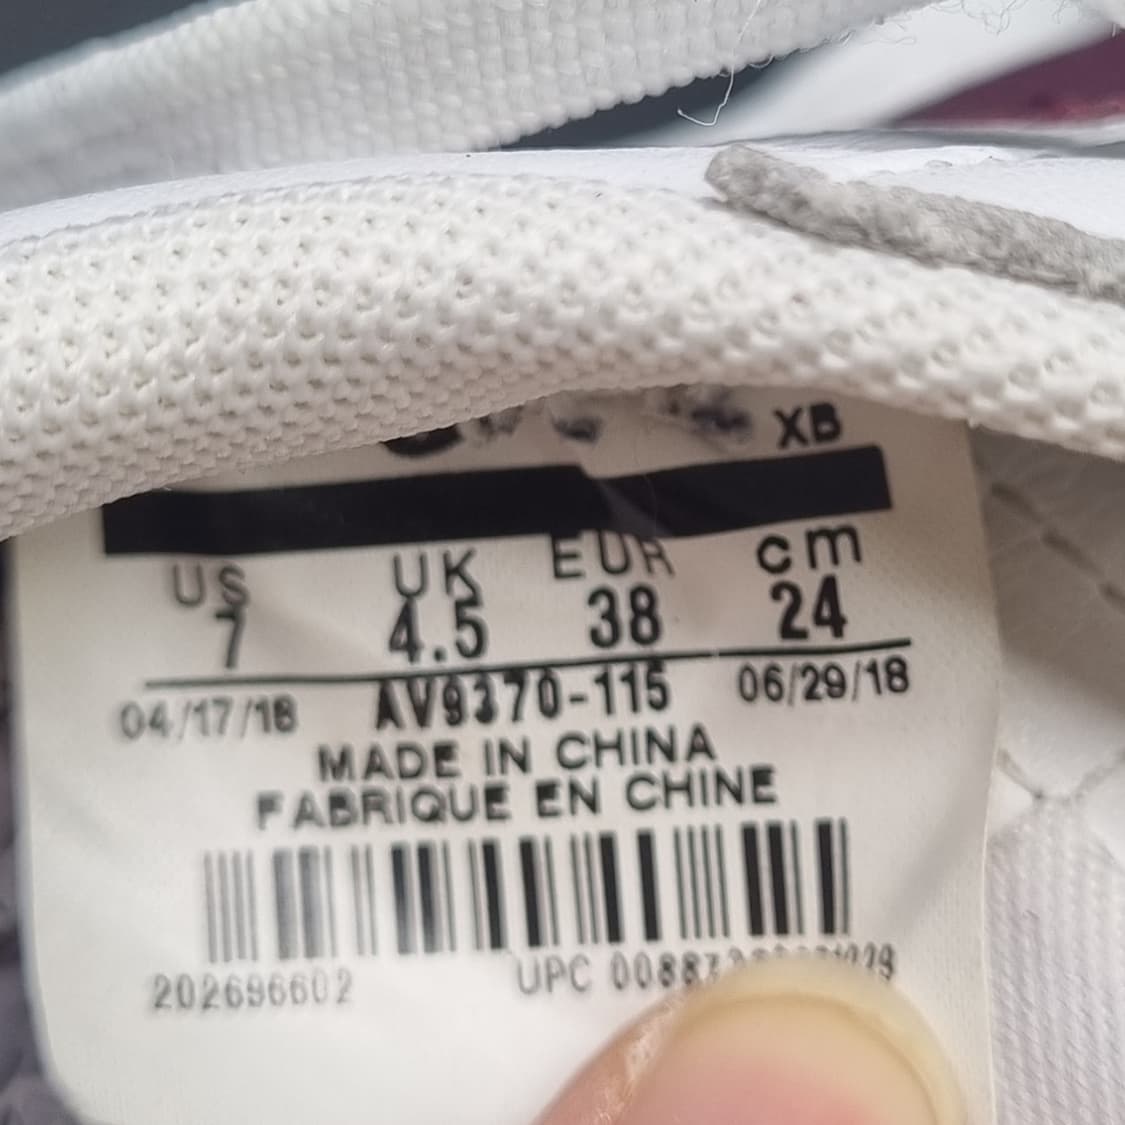 XB
US UK EUR cm
7 4.5 38 24
04/17/18 AV9370-115 06/29/18
MADE IN CHINA
FABRIQUE EN CHINE
202696602 UPC